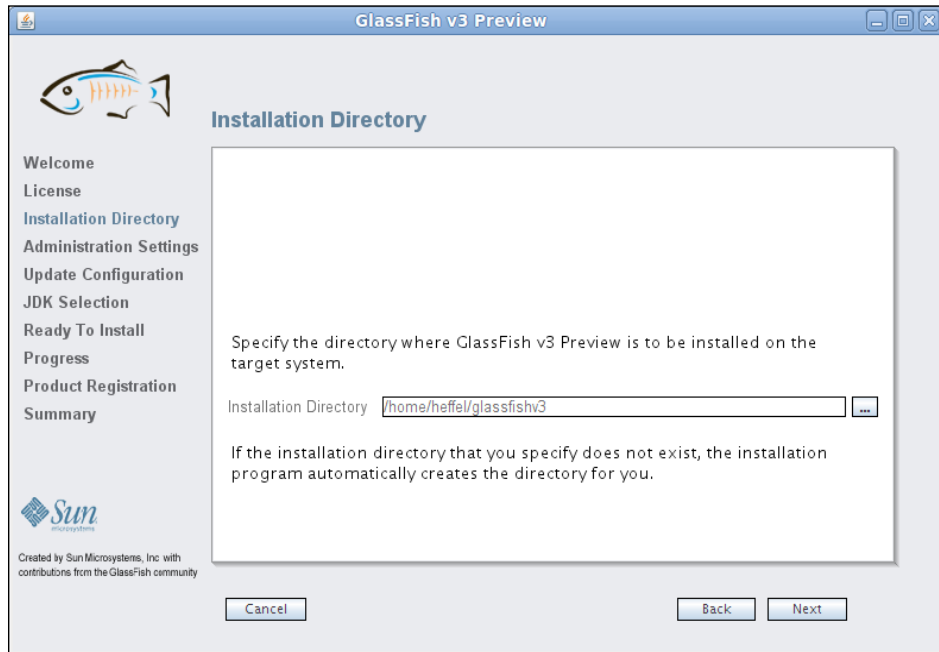 GlassFish v3 Preview
Installation Directory
Welcome
License
Installation Directory
Administration Settings
Update Configuration
JDK Selection
Ready To Install
Progress
Product Registration
Summary
Specify the directory where GlassFish v3 Preview is to be installed on the
target system.
Installation Directory /home/heffel/glassfishv3 ...
If the installation directory that you specify does not exist, the installation
program automatically creates the directory for you.
Sun
microsystems
Created by Sun Microsystems, Inc with
contributions from the GlassFish community
Cancel Back Next